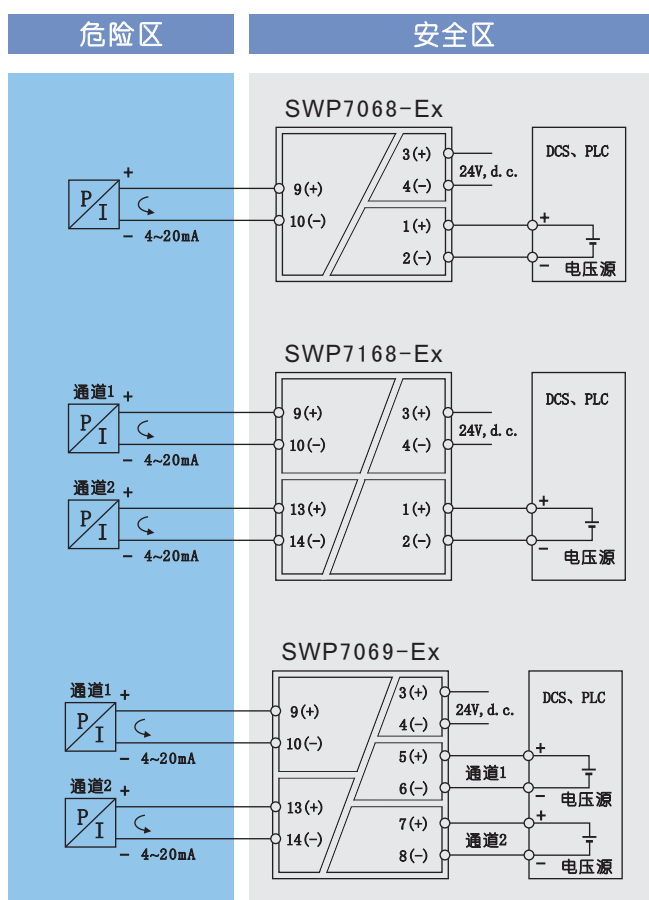 危险区
安全区
SWP7068-Ex
3(+)
DCS、PLC
24V, d. c.
+
9(+)
4(-)
P/I
10(-)
1(+)
+
- 4~20mA
2(-)
-
电压源
SWP7168-Ex
通道1
+
9(+)
3(+)
DCS、PLC
P/I
24V, d. c.
10(-)
4(-)
- 4~20mA
通道2
+
13(+)
1(+)
+
P/I
14(-)
2(-)
-
- 4~20mA
电压源
SWP7069-Ex
通道1
+
3(+)
DCS、PLC
9(+)
24V, d. c.
P/I
4(-)
10(-)
5(+)
+
- 4~20mA
通道1
6(-)
-
电压源
通道2
+
13(+)
7(+)
+
P/I
14(-)
通道2
- 4~20mA
8(-)
-
电压源